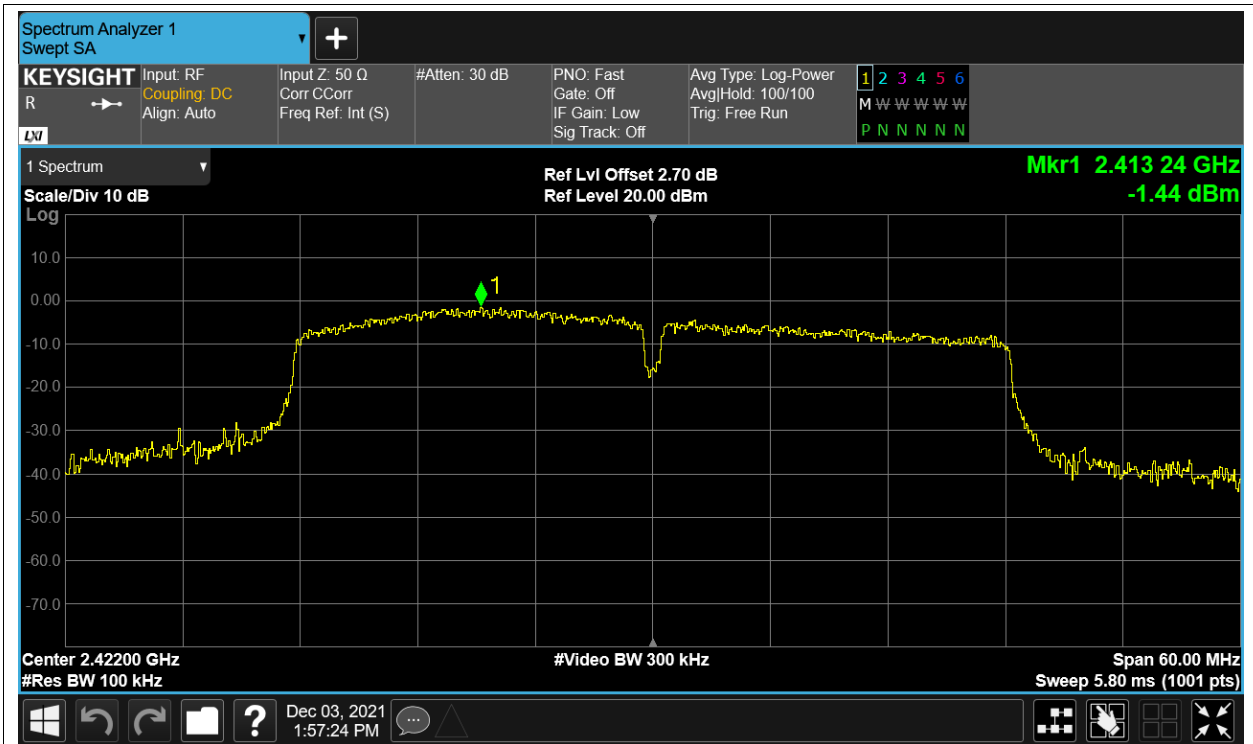 Spectrum Analyzer 1
Swept SA
KEYSIGHT
R
LXI
Input: RF
Coupling: DC
Align: Auto
Input Z: 50 Ω
Corr CCorr
Freq Ref: Int (S)
#Atten: 30 dB
PNO: Fast
Gate: Off
IF Gain: Low
Sig Track: Off
Avg Type: Log-Power
Avg|Hold: 100/100
Trig: Free Run
1 2 3 4 5 6
M W W W W W
P N N N N N
1 Spectrum
Scale/Div 10 dB
Ref Lvl Offset 2.70 dB
Ref Level 20.00 dBm
Mkr1 2.413 24 GHz
-1.44 dBm
Log
1
10.0
0.00
-10.0
-20.0
-30.0
-40.0
-50.0
-60.0
-70.0
Center 2.42200 GHz
#Res BW 100 kHz
#Video BW 300 kHz
Span 60.00 MHz
Sweep 5.80 ms (1001 pts)
?
Dec 03, 2021
1:57:24 PM